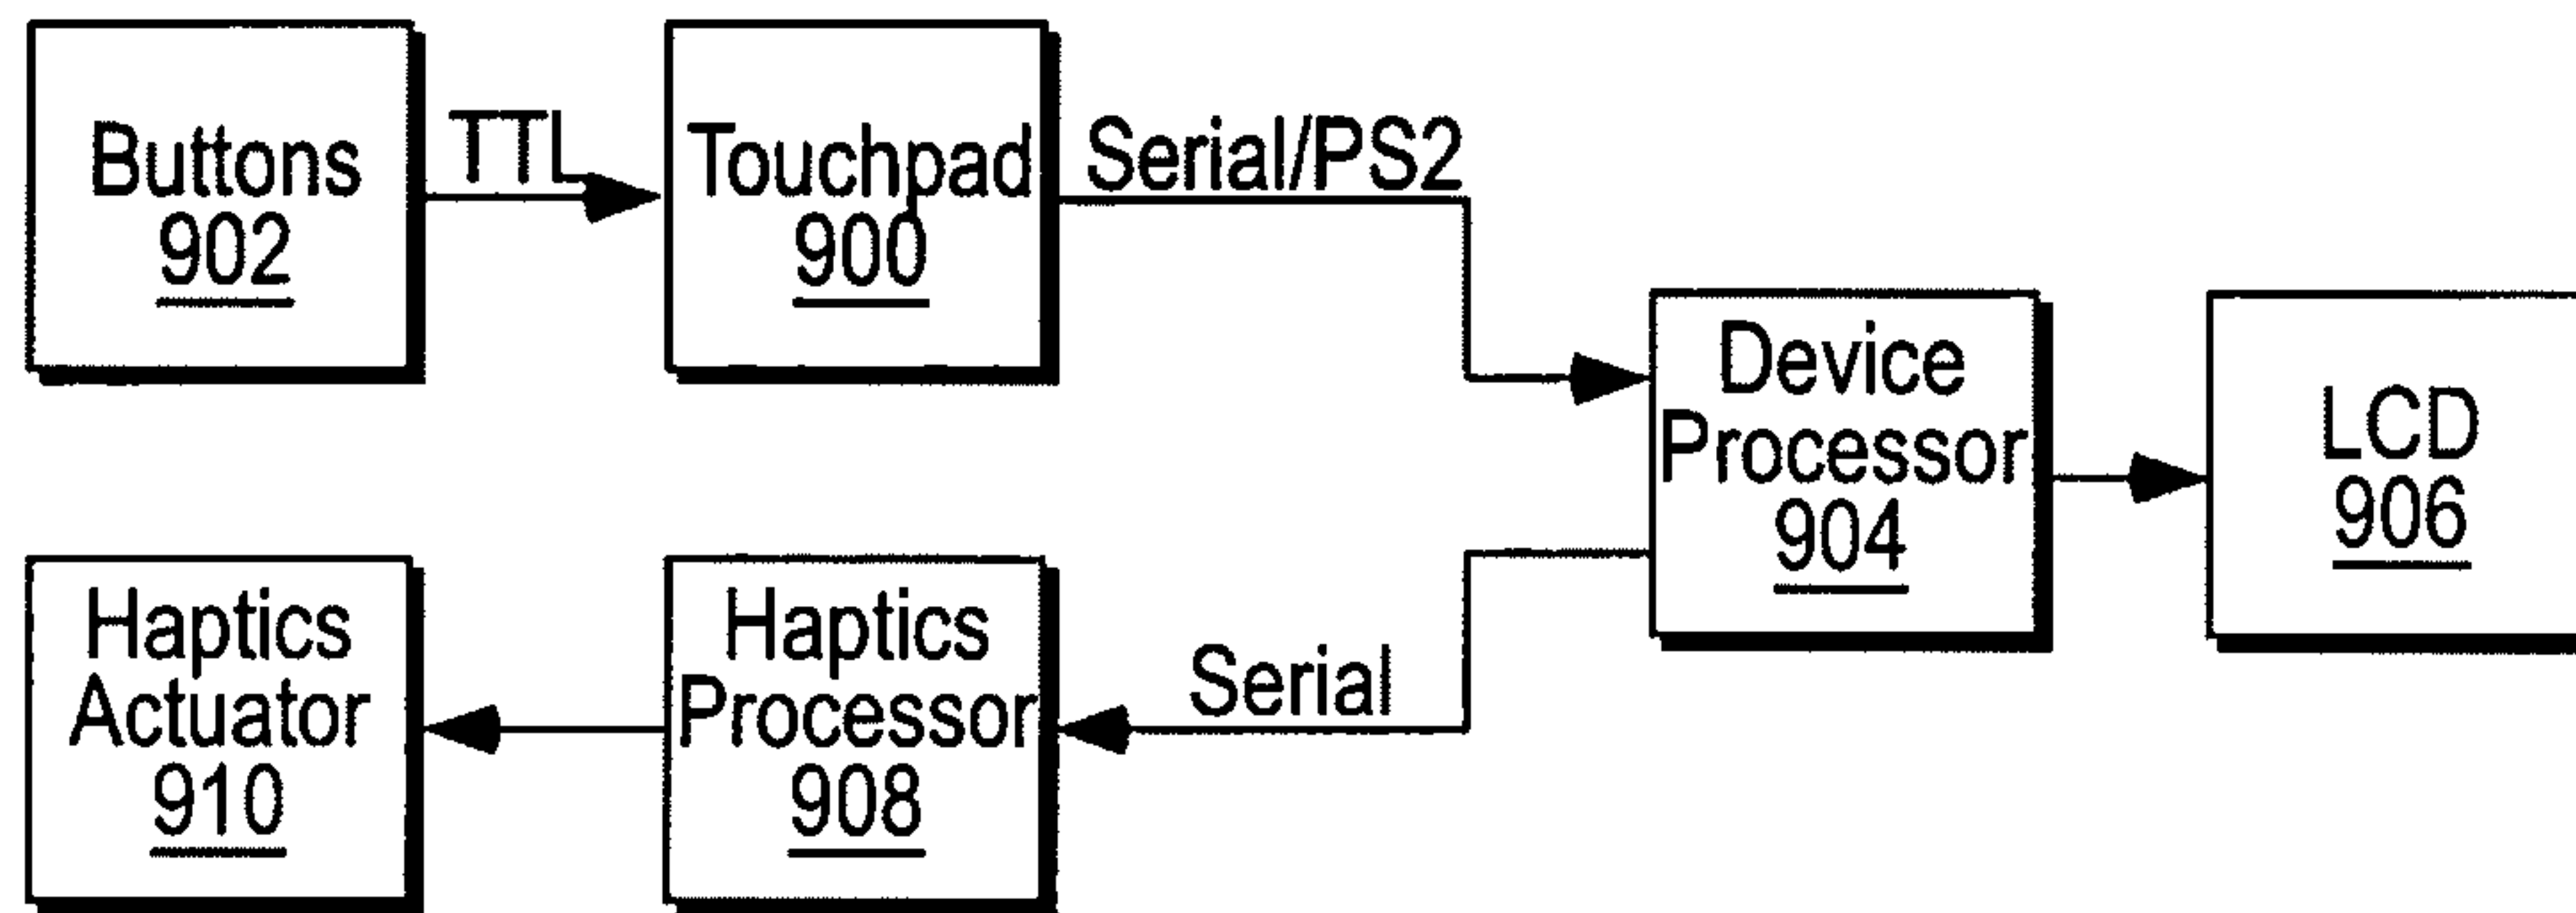 Buttons
902
TTL
Touchpad
900
Serial/PS2
Device
Processor
904
LCD
906
Haptics
Actuator
910
Haptics
Processor
908
Serial